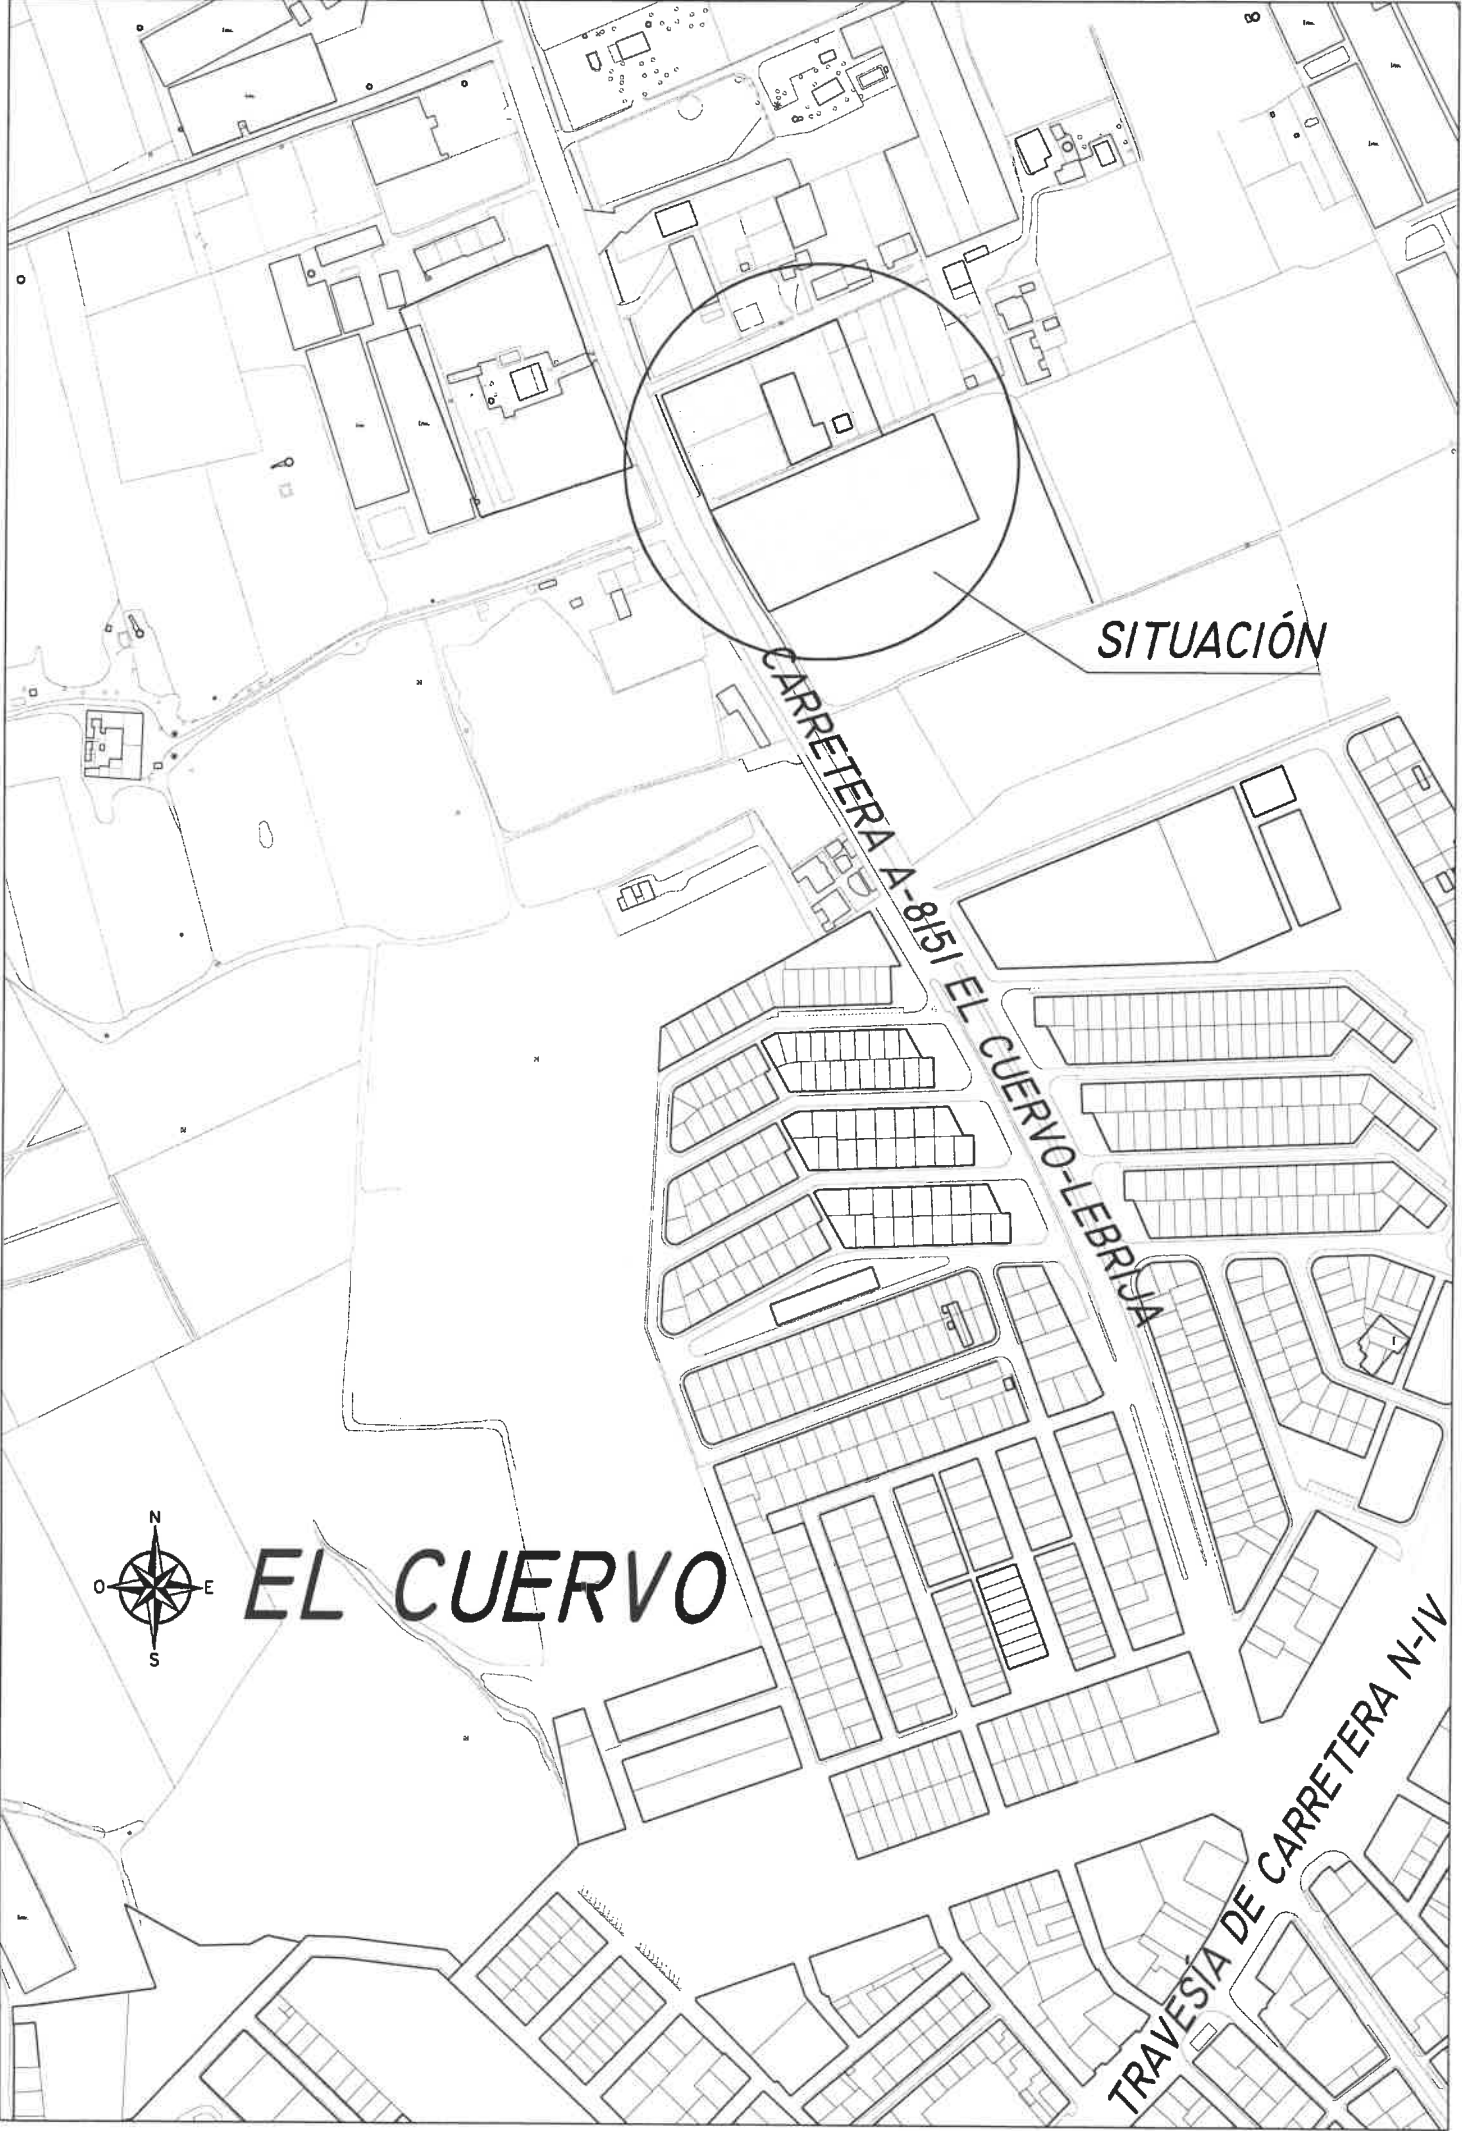 SITUACIÓN
CARRETERA A-8151 EL CUERVO-LEBRIJA
N
O
E
S
EL CUERVO
TRAVESÍA DE CARRETERA N-IV